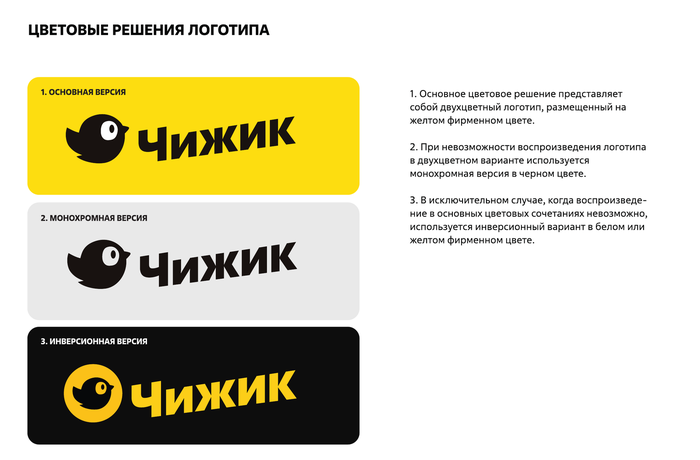 ЦВЕТОВЫЕ РЕШЕНИЯ ЛОГОТИПА
1. ОСНОВНАЯ ВЕРСИЯ
Чижик
2. МОНОХРОМНАЯ ВЕРСИЯ
Чижик
3. ИНВЕРСИОННАЯ ВЕРСИЯ
Чижик
1. Основное цветовое решение представляет
собой двухцветный логотип, размещенный на
желтом фирменном цвете.
2. При невозможности воспроизведения логотипа
в двухцветном варианте используется
монохромная версия в черном цвете.
3. В исключительном случае, когда воспроизведе-
ние в основных цветовых сочетаниях невозможно,
используется инверсионный вариант в белом или
желтом фирменном цвете.